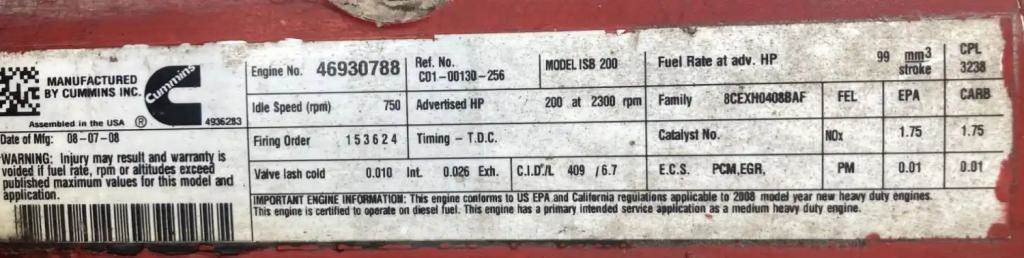 MANUFACTURED
BY CUMMINS INC.
Cummins
Assembled in the USA ® 4936283
Date of Mfg: 08-07-08
WARNING: Injury may result and warranty is
voided if fuel rate, rpm or altitudes exceed
published maximum values for this model and
application.
Engine No. 46930788
Ref. No.
C01-00130-256
MODEL ISB 200
Fuel Rate at adv. HP 99 mm3
stroke
CPL
3238
Idle Speed (rpm) 750
Advertised HP 200 at 2300 rpm
Family 8CEXH0408BAF
FEL EPA CARB
Firing Order 153624
Timing - T.D.C.
Catalyst No.
NOx 1.75 1.75
Valve lash cold 0.010 Int. 0.026 Exh.
C.I.D./L 409 /6.7
E.C.S. PCM,EGR,
PM 0.01 0.01
IMPORTANT ENGINE INFORMATION: This engine conforms to US EPA and California regulations applicable to 2008 model year new heavy duty engines.
This engine is certified to operate on diesel fuel. This engine has a primary intended service application as a medium heavy duty engine.